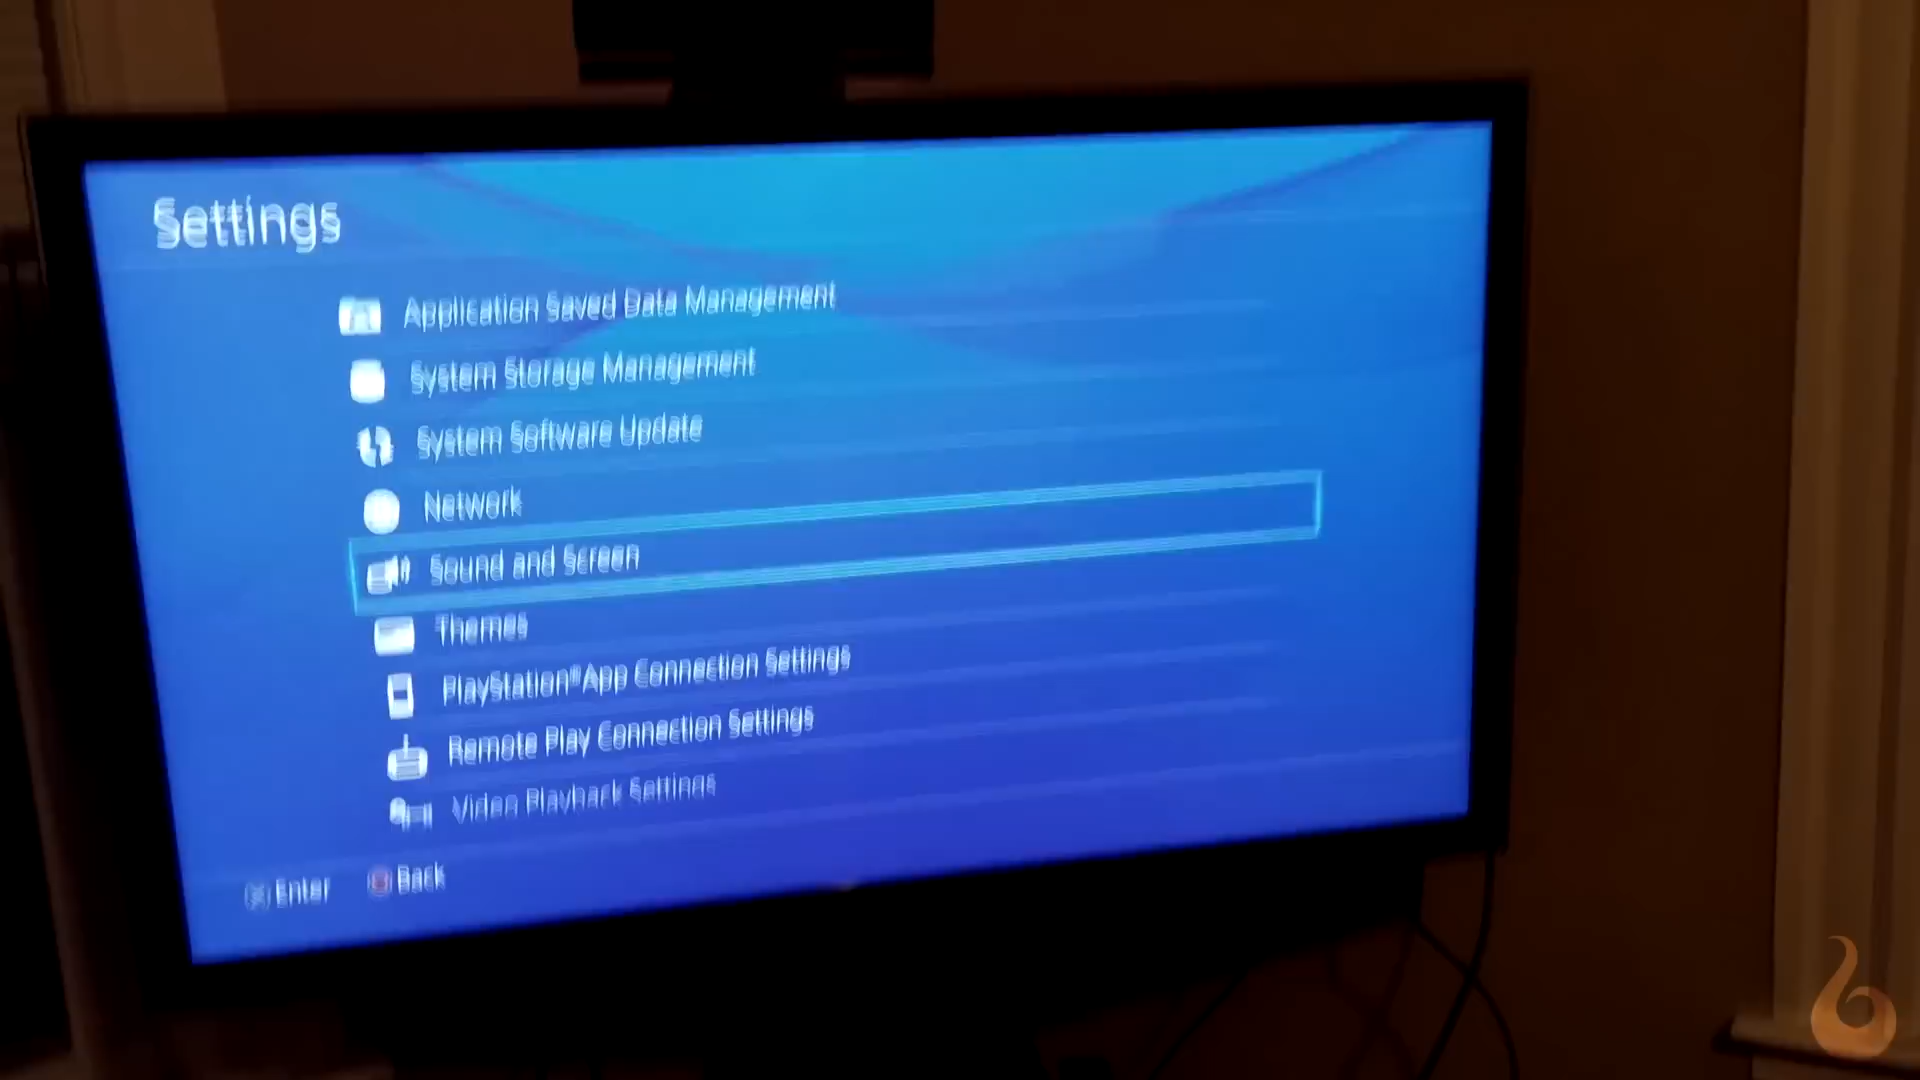 Settings
Application Saved Data Management
System Storage Management
System Software Update
Network
Sound and Screen
Themes
PlayStation®App Connection Settings
Remote Play Connection Settings
Video Playback Settings
Enter
Back